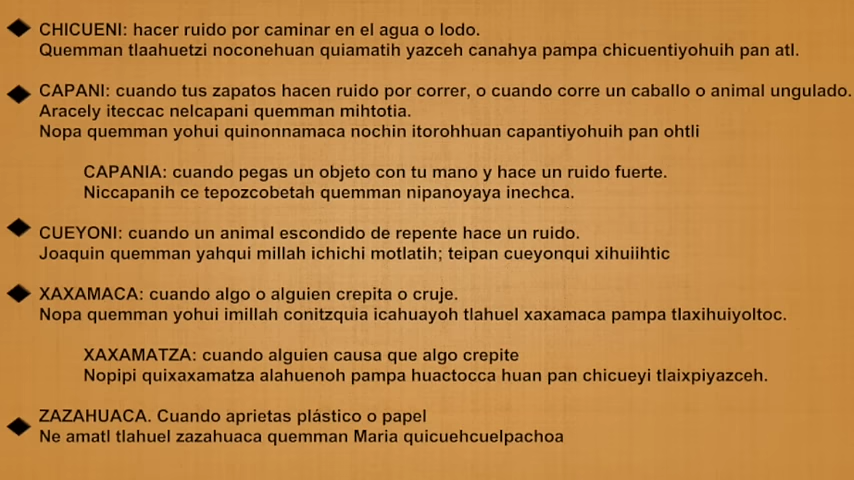 CHICUENI: hacer ruido por caminar en el agua o lodo.
Quemman tlaahuetzi noconehuan quiamatih yazceh canahya pampa chicuentiyohuih pan atl.
CAPANI: cuando tus zapatos hacen ruido por correr, o cuando corre un caballo o animal ungulado.
Aracely iteccac nelcapani quemman mihtotia.
Nopa quemman yohui quinonnamaca nochin itorohhuan capantiyohuih pan ohtli
CAPANIA: cuando pegas un objeto con tu mano y hace un ruido fuerte.
Niccapanih ce tepozcobetah quemman nipanoyaya inechca.
CUEYONI: cuando un animal escondido de repente hace un ruido.
Joaquin quemman yahqui millah ichichi motlatih; teipan cueyonqui xihuiihtic
XAXAMACA: cuando algo o alguien crepita o cruje.
Nopa quemman yohui imillah conitzquia icahuayoh tlahuel xaxamaca pampa tlaxihuiyoltoc.
XAXAMATZA: cuando alguien causa que algo crepite
Nopipi quixaxamatza alahuenoh pampa huactocca huan pan chicueyi tlaixpiyazceh.
ZAZAHUACA. Cuando aprietas plástico o papel
Ne amatl tlahuel zazahuaca quemman Maria quicuehcuelpachoa